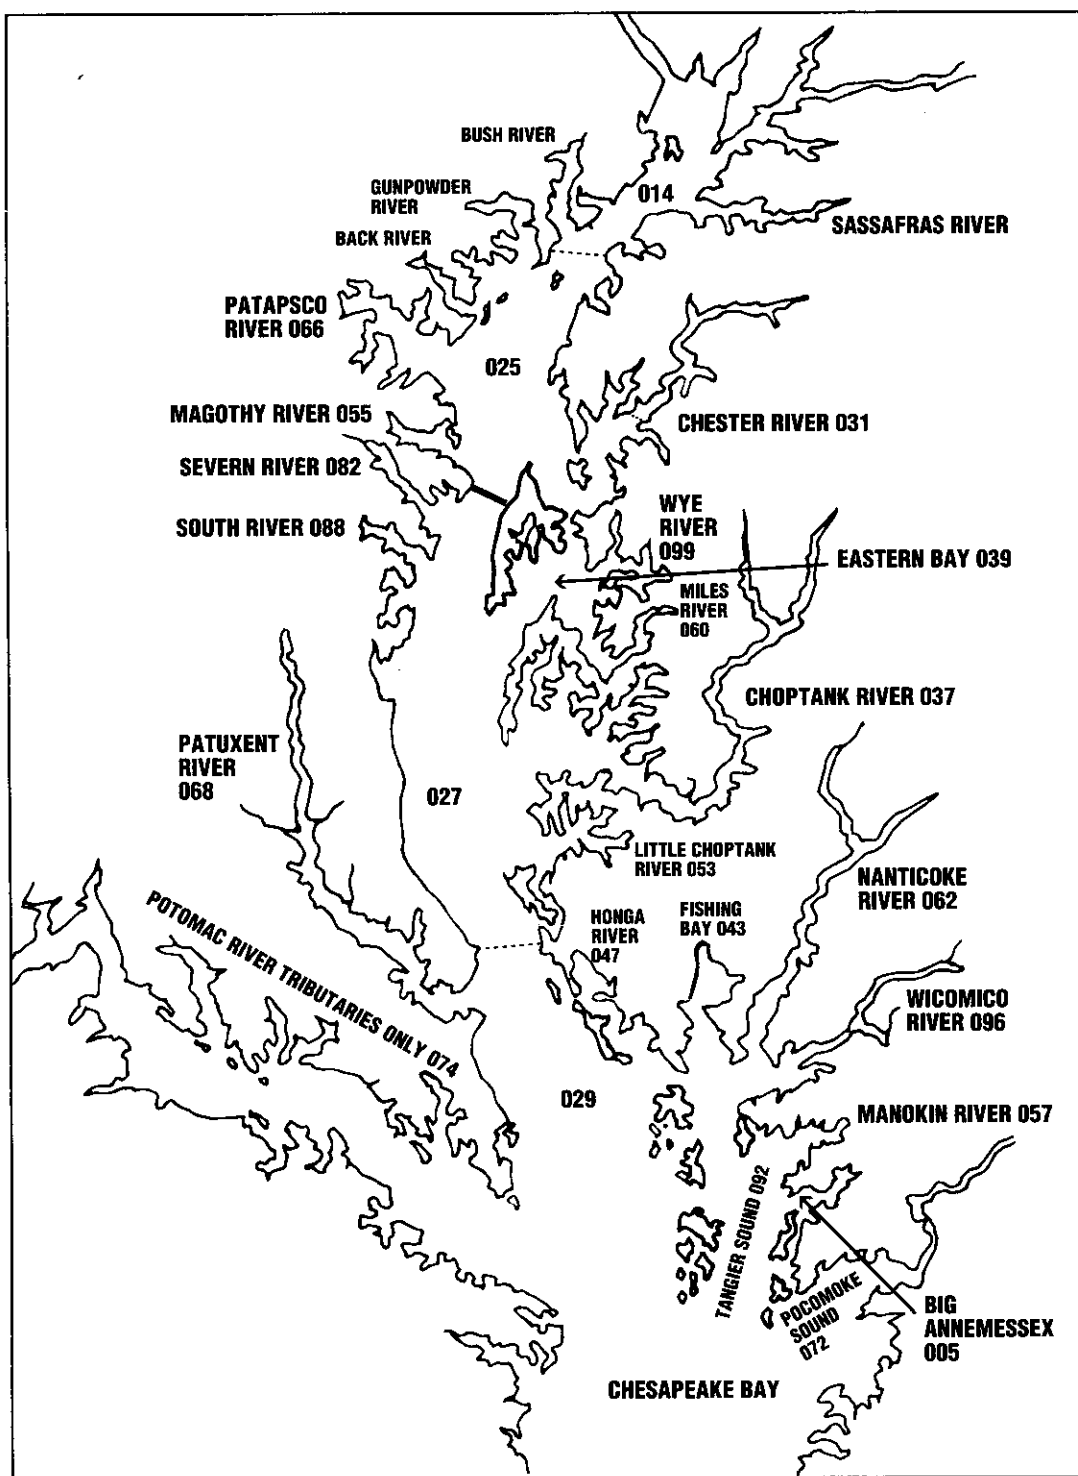 BUSH RIVER
GUNPOWDER
RIVER
014
BACK RIVER
SASSAFRAS RIVER
PATAPSCO
RIVER 066
025
MAGOTHY RIVER 055
CHESTER RIVER 031
SEVERN RIVER 082
SOUTH RIVER 088
WYE
RIVER
099
EASTERN BAY 039
MILES
RIVER
060
CHOPTANK RIVER 037
PATUXENT
RIVER
068
027
LITTLE CHOPTANK
RIVER 053
NANTICOKE
RIVER 062
HONGA
RIVER
047
FISHING
BAY 043
POTOMAC RIVER TRIBUTARIES ONLY 074
WICOMICO
RIVER 096
029
MANOKIN RIVER 057
TANGIER SOUND 092
POCOMOKE
SOUND
072
BIG
ANNEMESSEX
005
CHESAPEAKE BAY